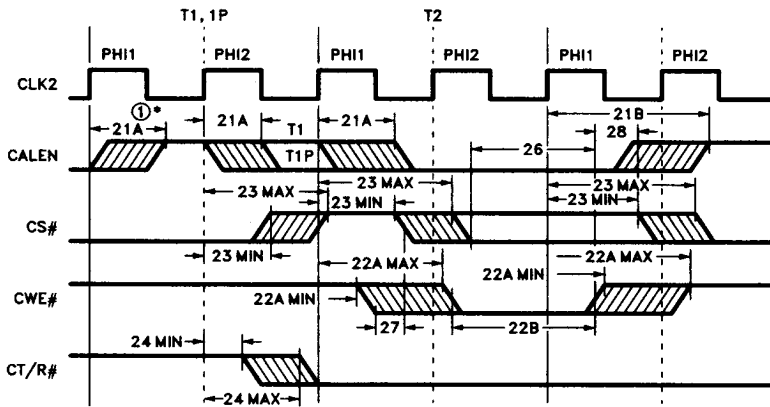 T1, 1P T2
PHI1 PHI2 PHI1 PHI2 PHI1 PHI2
CLK2
1 * 21B
21A 21A T1 21A 28
CALEN T1P 26
23 MAX 23 MAX 23 MAX
23 MIN 23 MIN
CS#
23 MIN 22A MAX 22A MAX
22A MIN
CWE# 22A MIN
27 22B
24 MIN
CT/R#
24 MAX